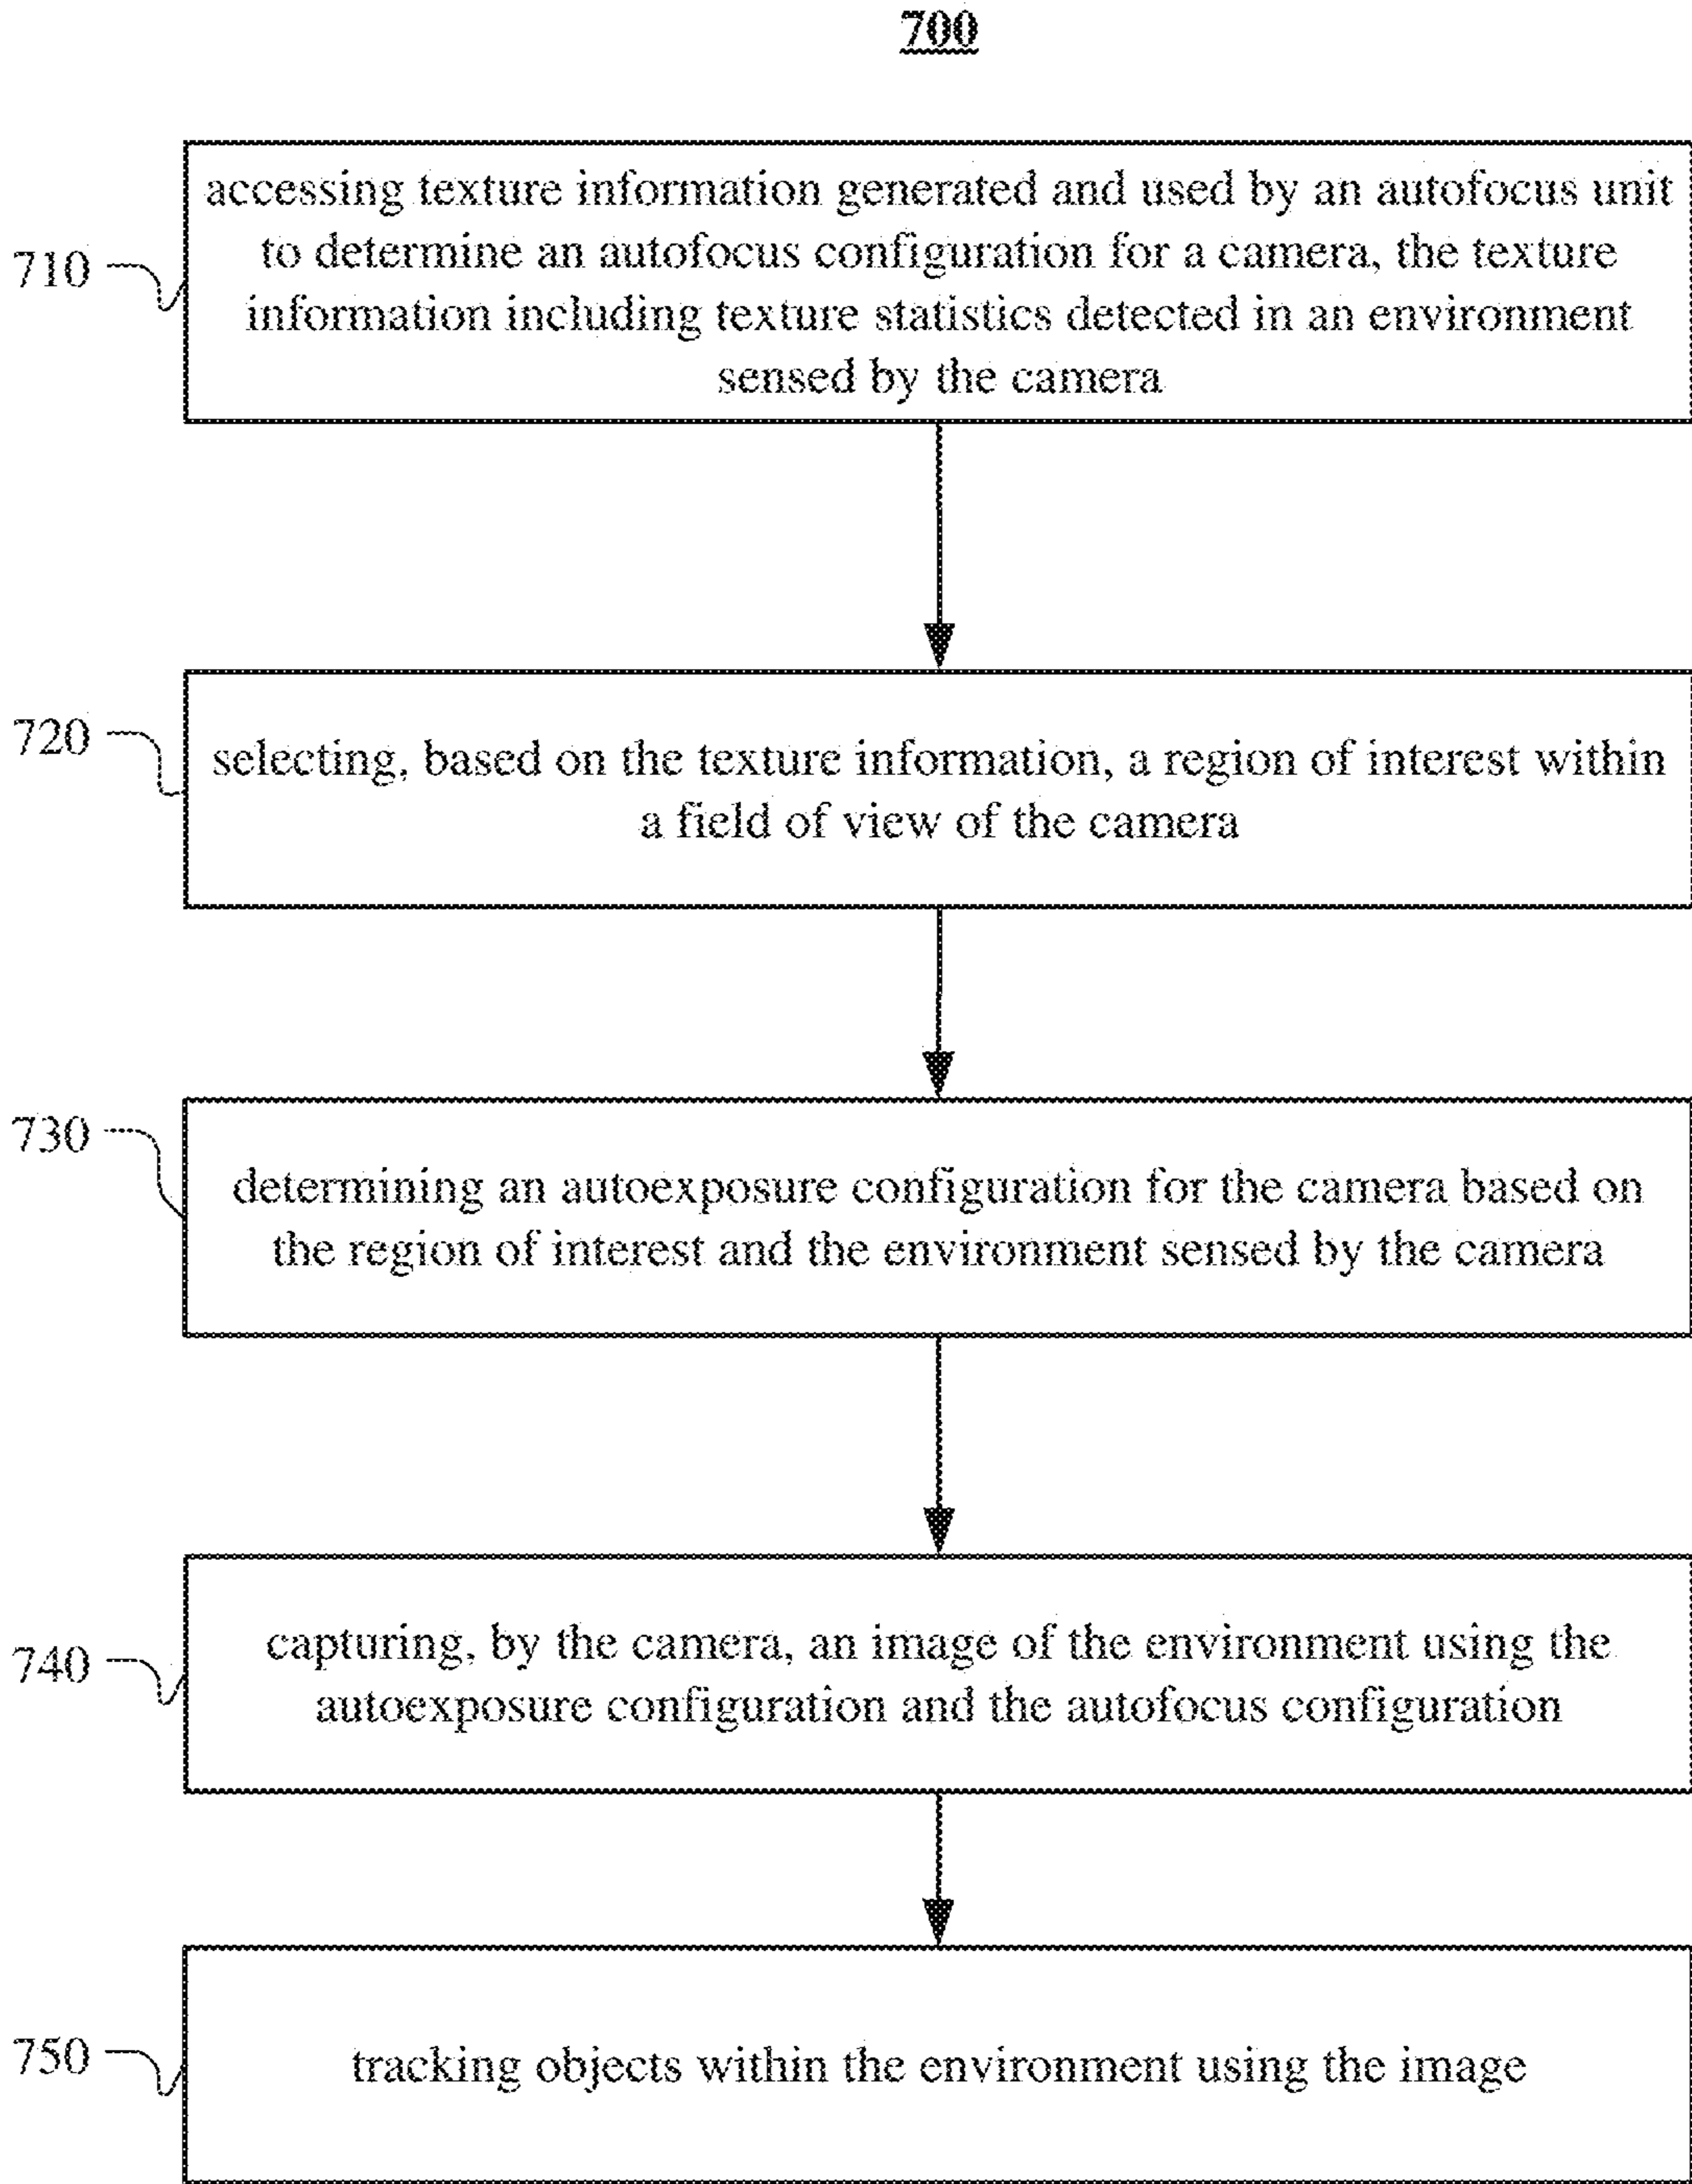 700
710
accessing texture information generated and used by an autofocus unit
to determine an autofocus configuration for a camera, the texture
information including texture statistics detected in an environment
sensed by the camera
720
selecting, based on the texture information, a region of interest within
a field of view of the camera
730
determining an autoexposure configuration for the camera based on
the region of interest and the environment sensed by the camera
740
capturing, by the camera, an image of the environment using the
autoexposure configuration and the autofocus configuration
750
tracking objects within the environment using the image